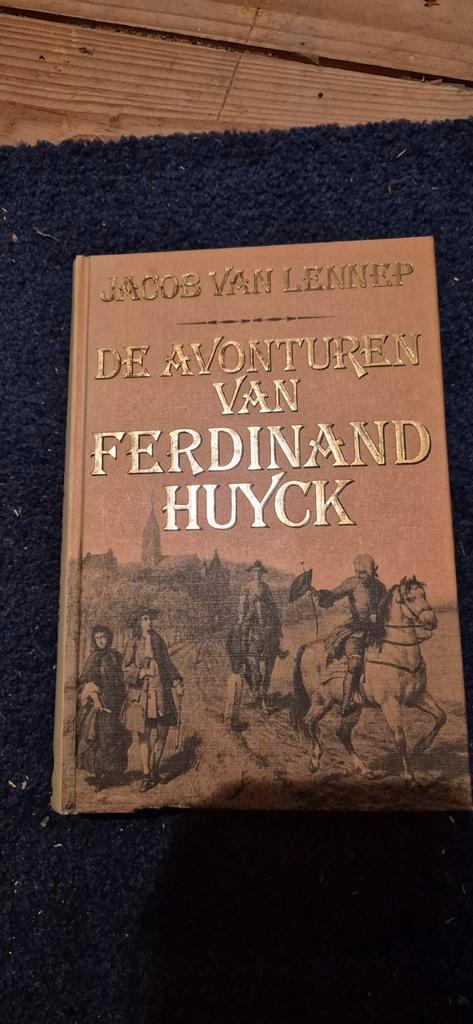 JACOB VAN LENNEP
DE AVONTUREN
VAN
FERDINAND
HUYCK